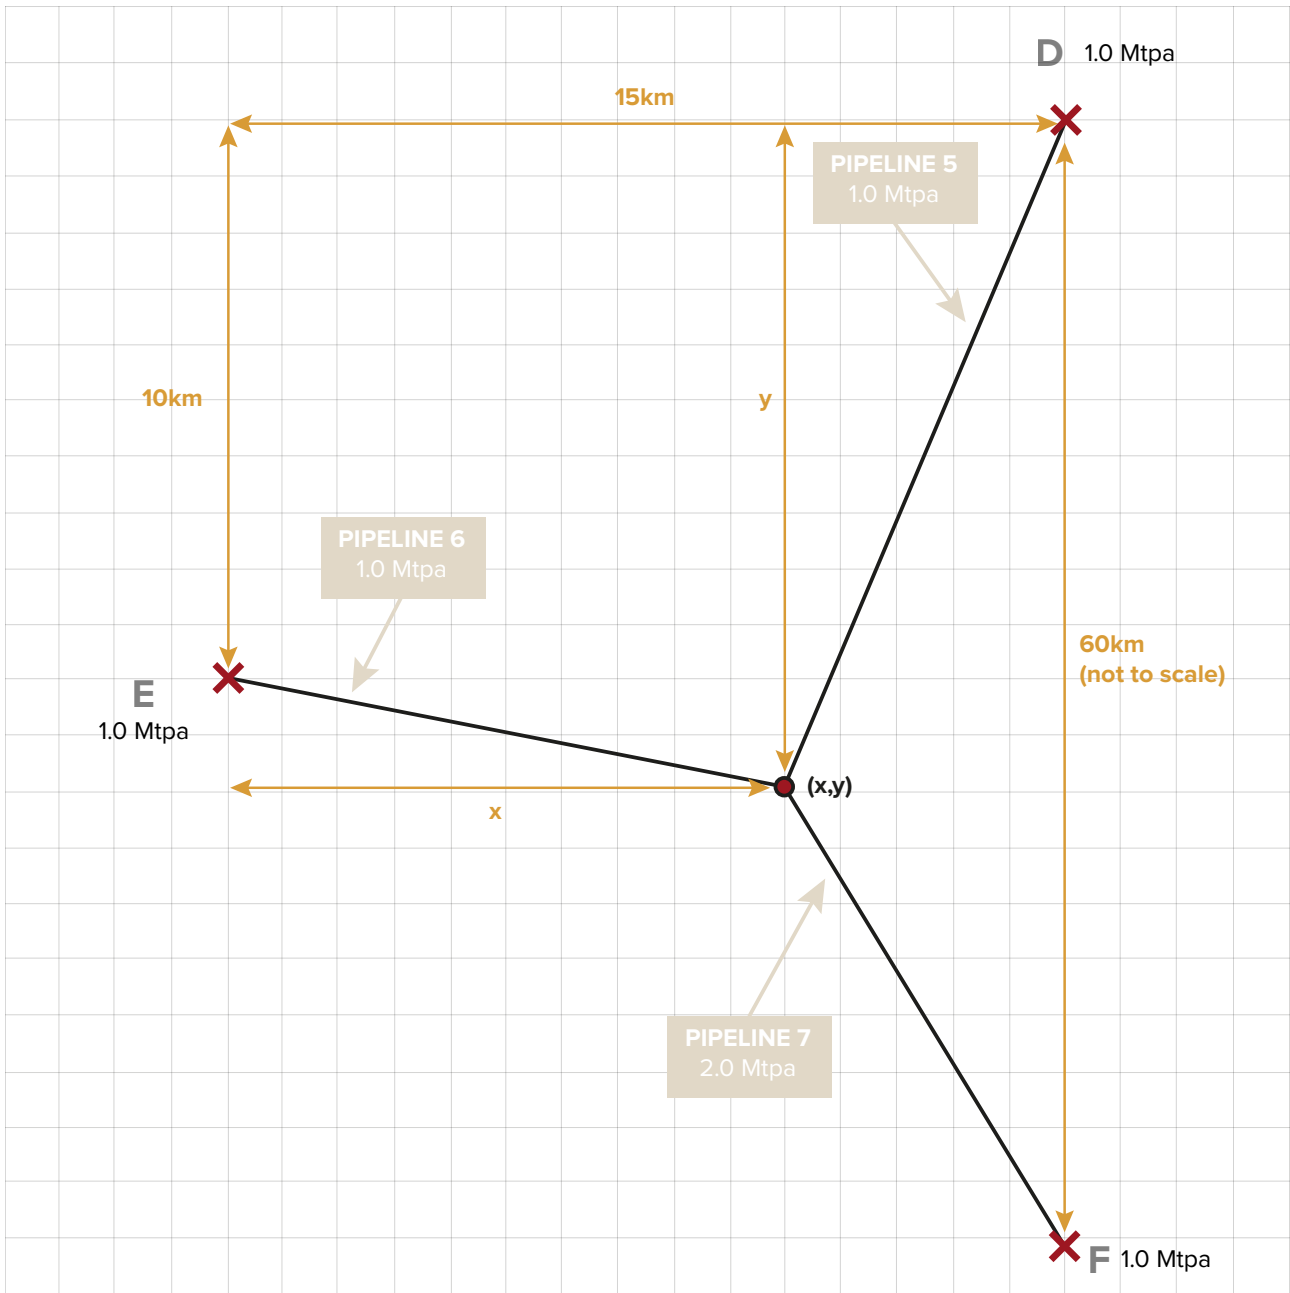 D 1.0 Mtpa
15km
PIPELINE 5
1.0 Mtpa
10km
y
PIPELINE 6
1.0 Mtpa
60km
(not to scale)
E
1.0 Mtpa
(x,y)
x
PIPELINE 7
2.0 Mtpa
F 1.0 Mtpa